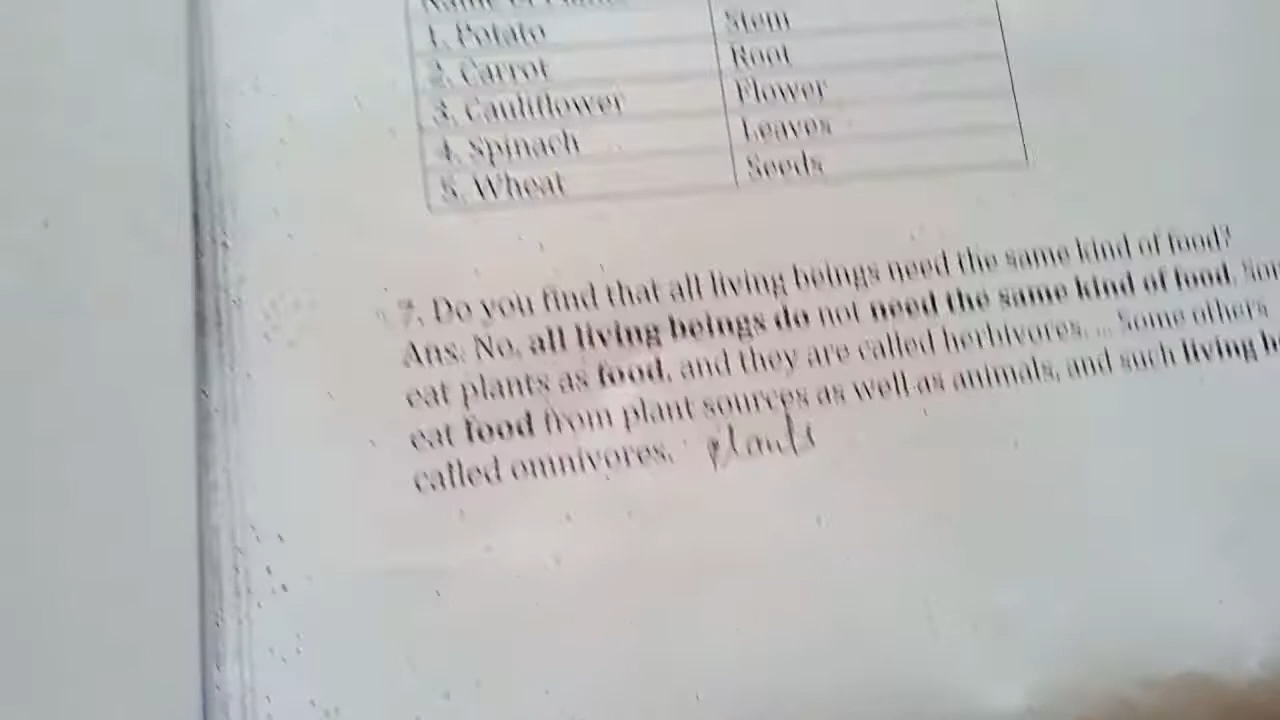 Name of Plant
1. Potato Stem
2. Carrot Root
3. Cauliflower Flower
4. Spinach Leaves
5. Wheat Seeds
7. Do you find that all living beings need the same kind of food?
Ans: No, all living beings do not need the same kind of food.
eat plants as food, and they are called herbivores. ... Some others
eat food from plant sources as well as animals, and such living
called omnivores. plants